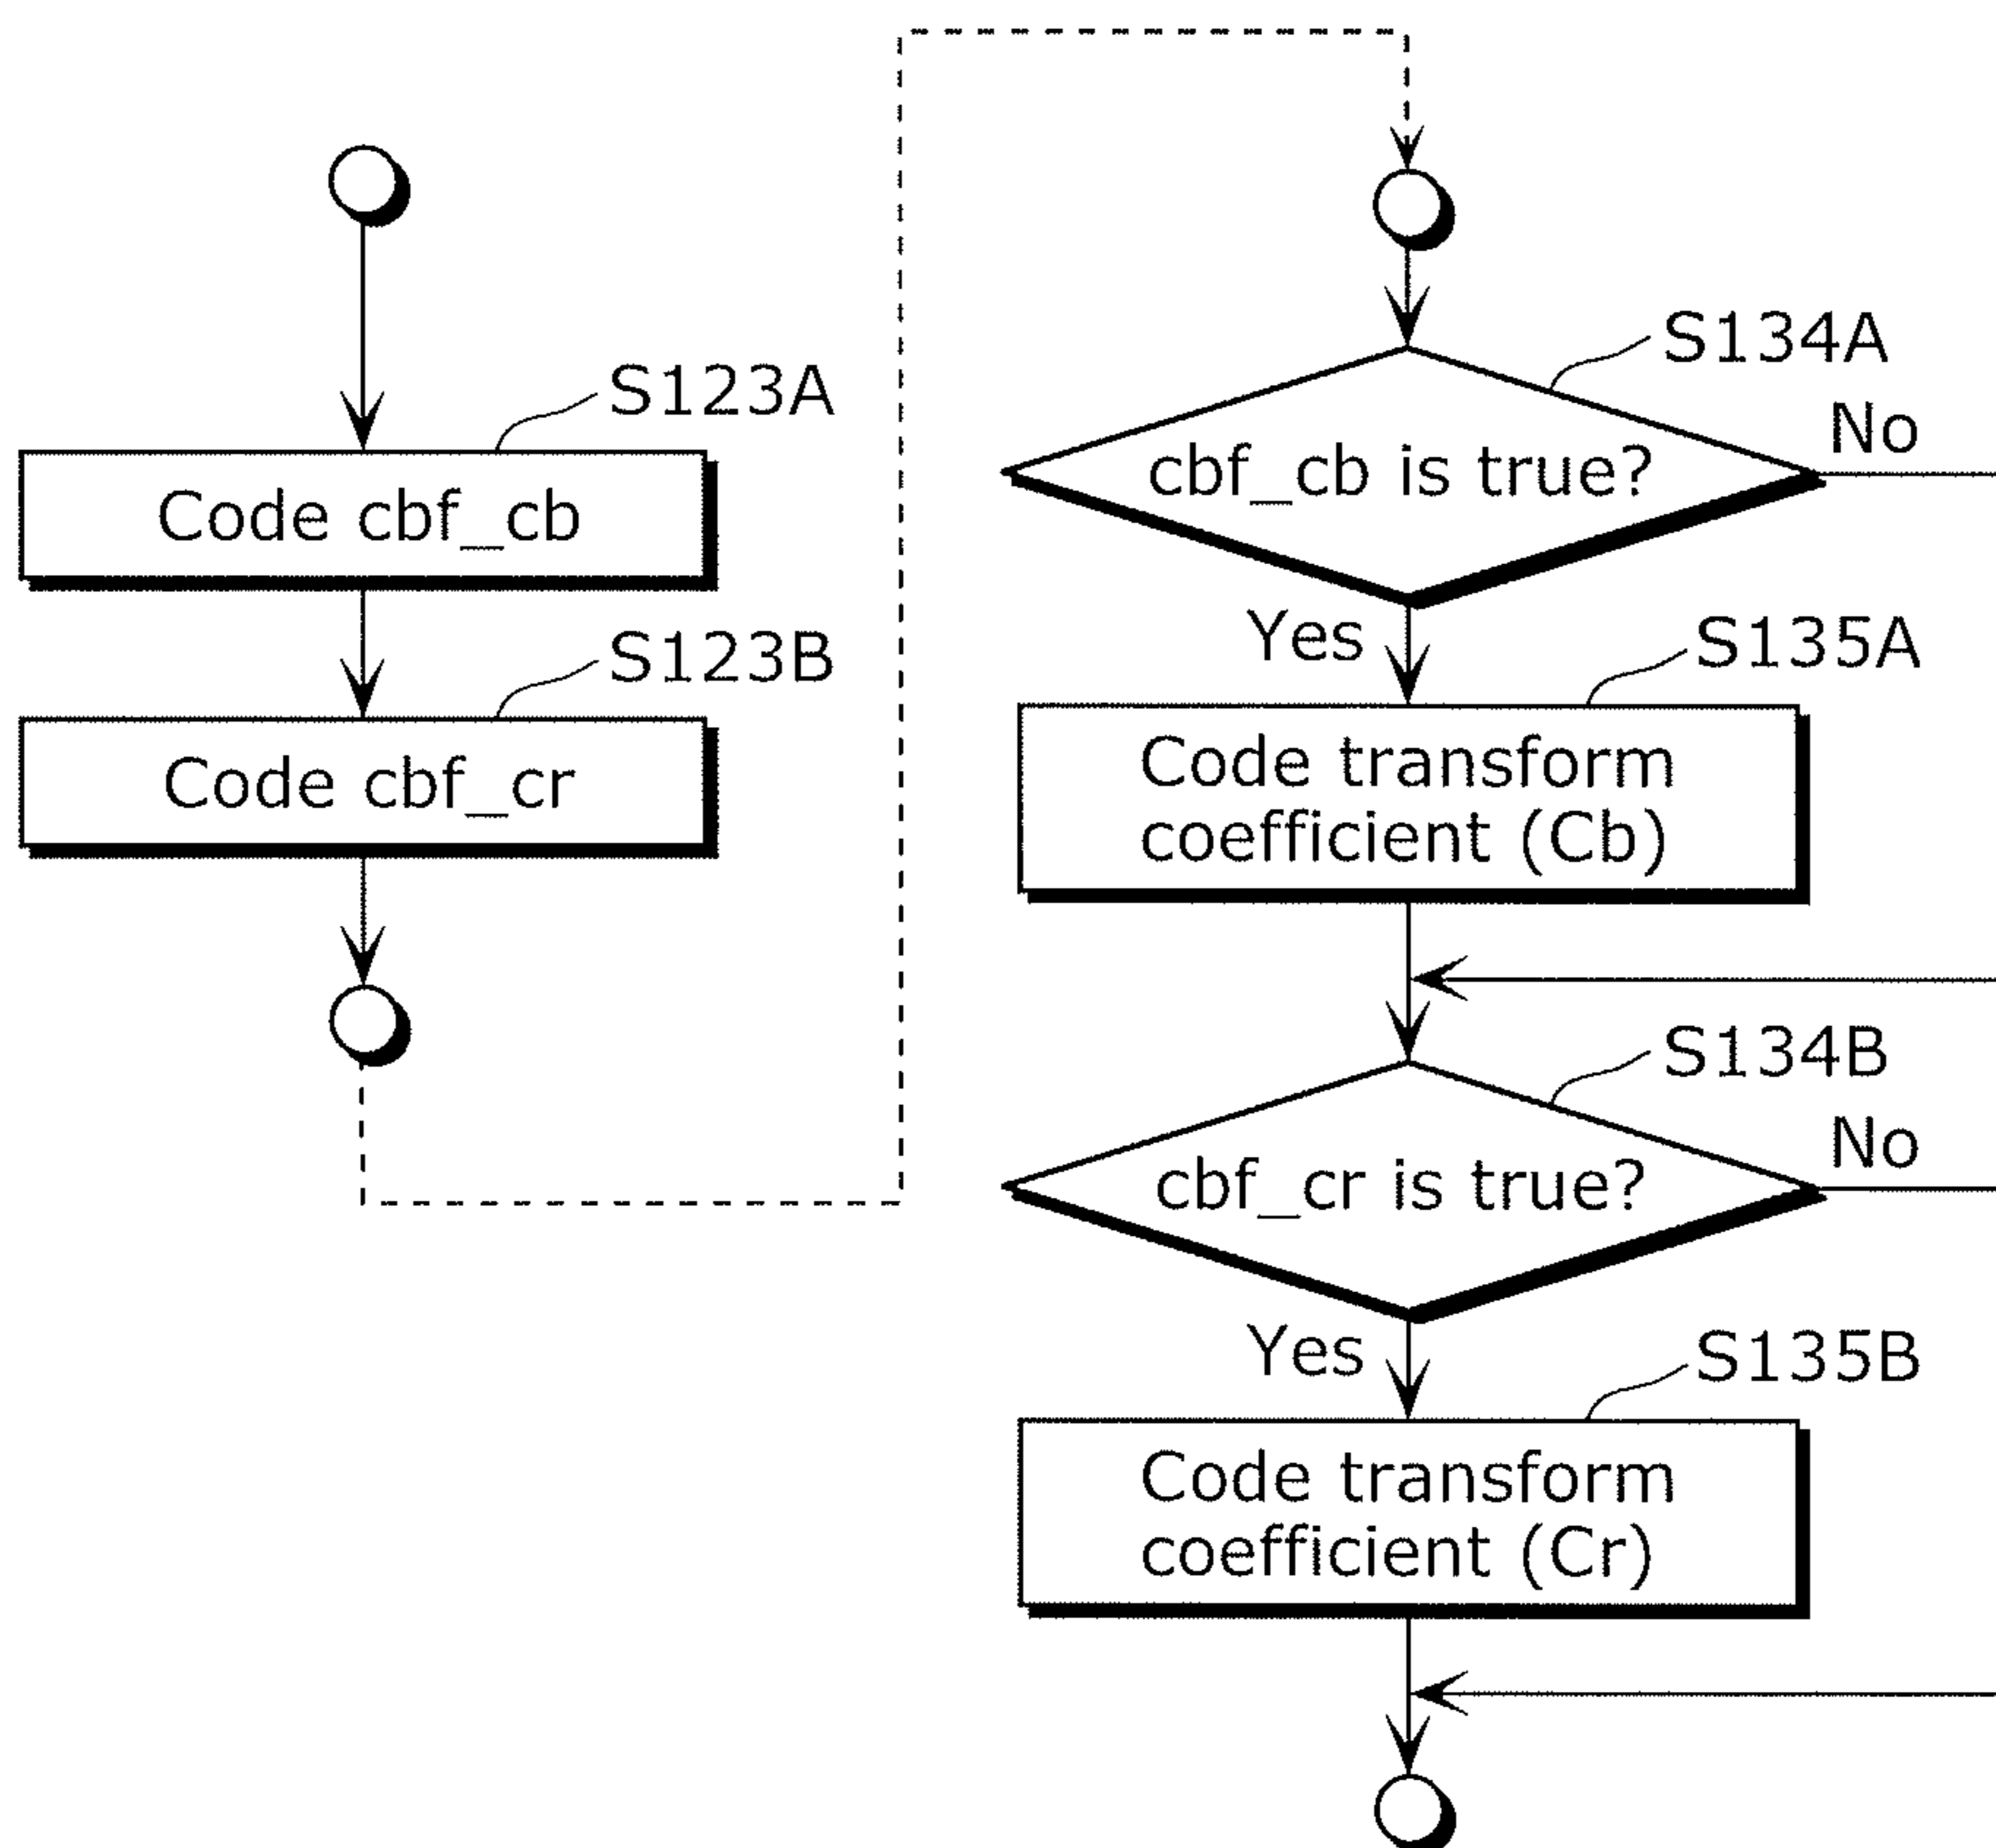 S123A
Code cbf_cb
S123B
Code cbf_cr
S134A
cbf_cb is true?
No
Yes
S135A
Code transform
coefficient (Cb)
S134B
cbf_cr is true?
No
Yes
S135B
Code transform
coefficient (Cr)